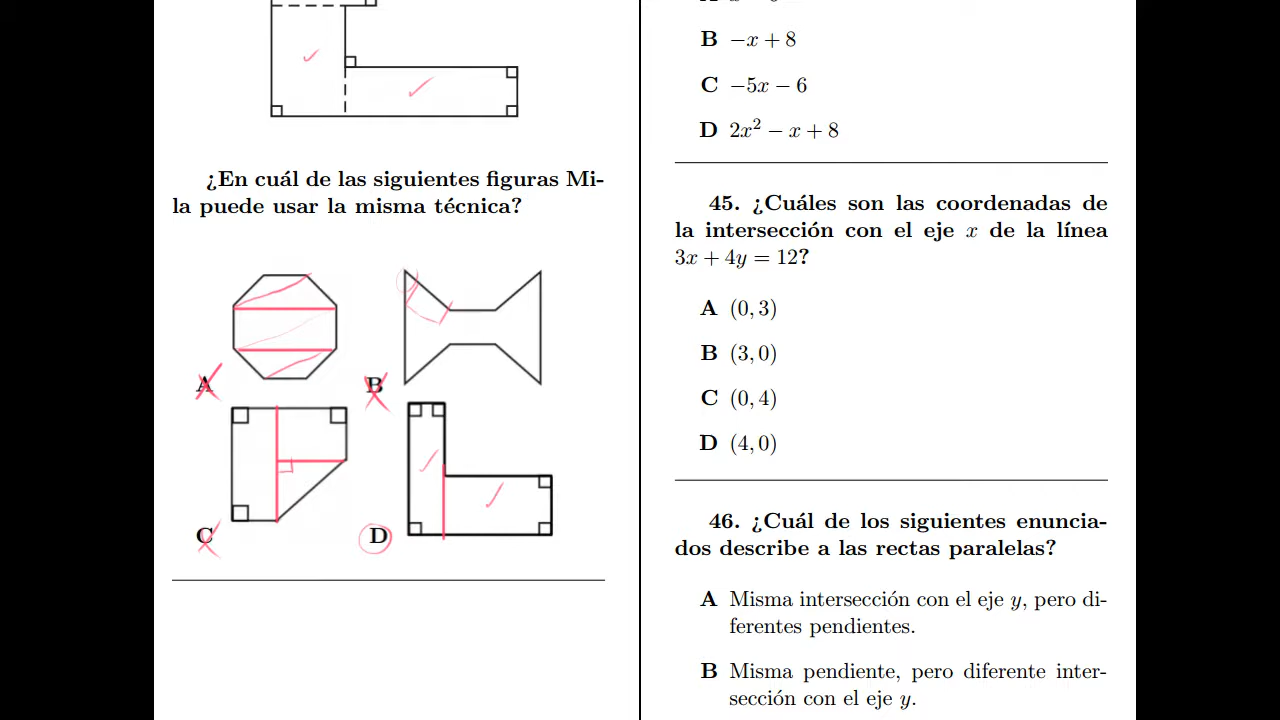 ¿En cuál de las siguientes figuras Mi-
la puede usar la misma técnica?
A
B
C
D
B −x + 8
C −5x − 6
D 2x² − x + 8
45. ¿Cuáles son las coordenadas de
la intersección con el eje x de la línea
3x + 4y = 12?
A (0, 3)
B (3, 0)
C (0, 4)
D (4, 0)
46. ¿Cuál de los siguientes enuncia-
dos describe a las rectas paralelas?
A Misma intersección con el eje y, pero di-
ferentes pendientes.
B Misma pendiente, pero diferente inter-
sección con el eje y.